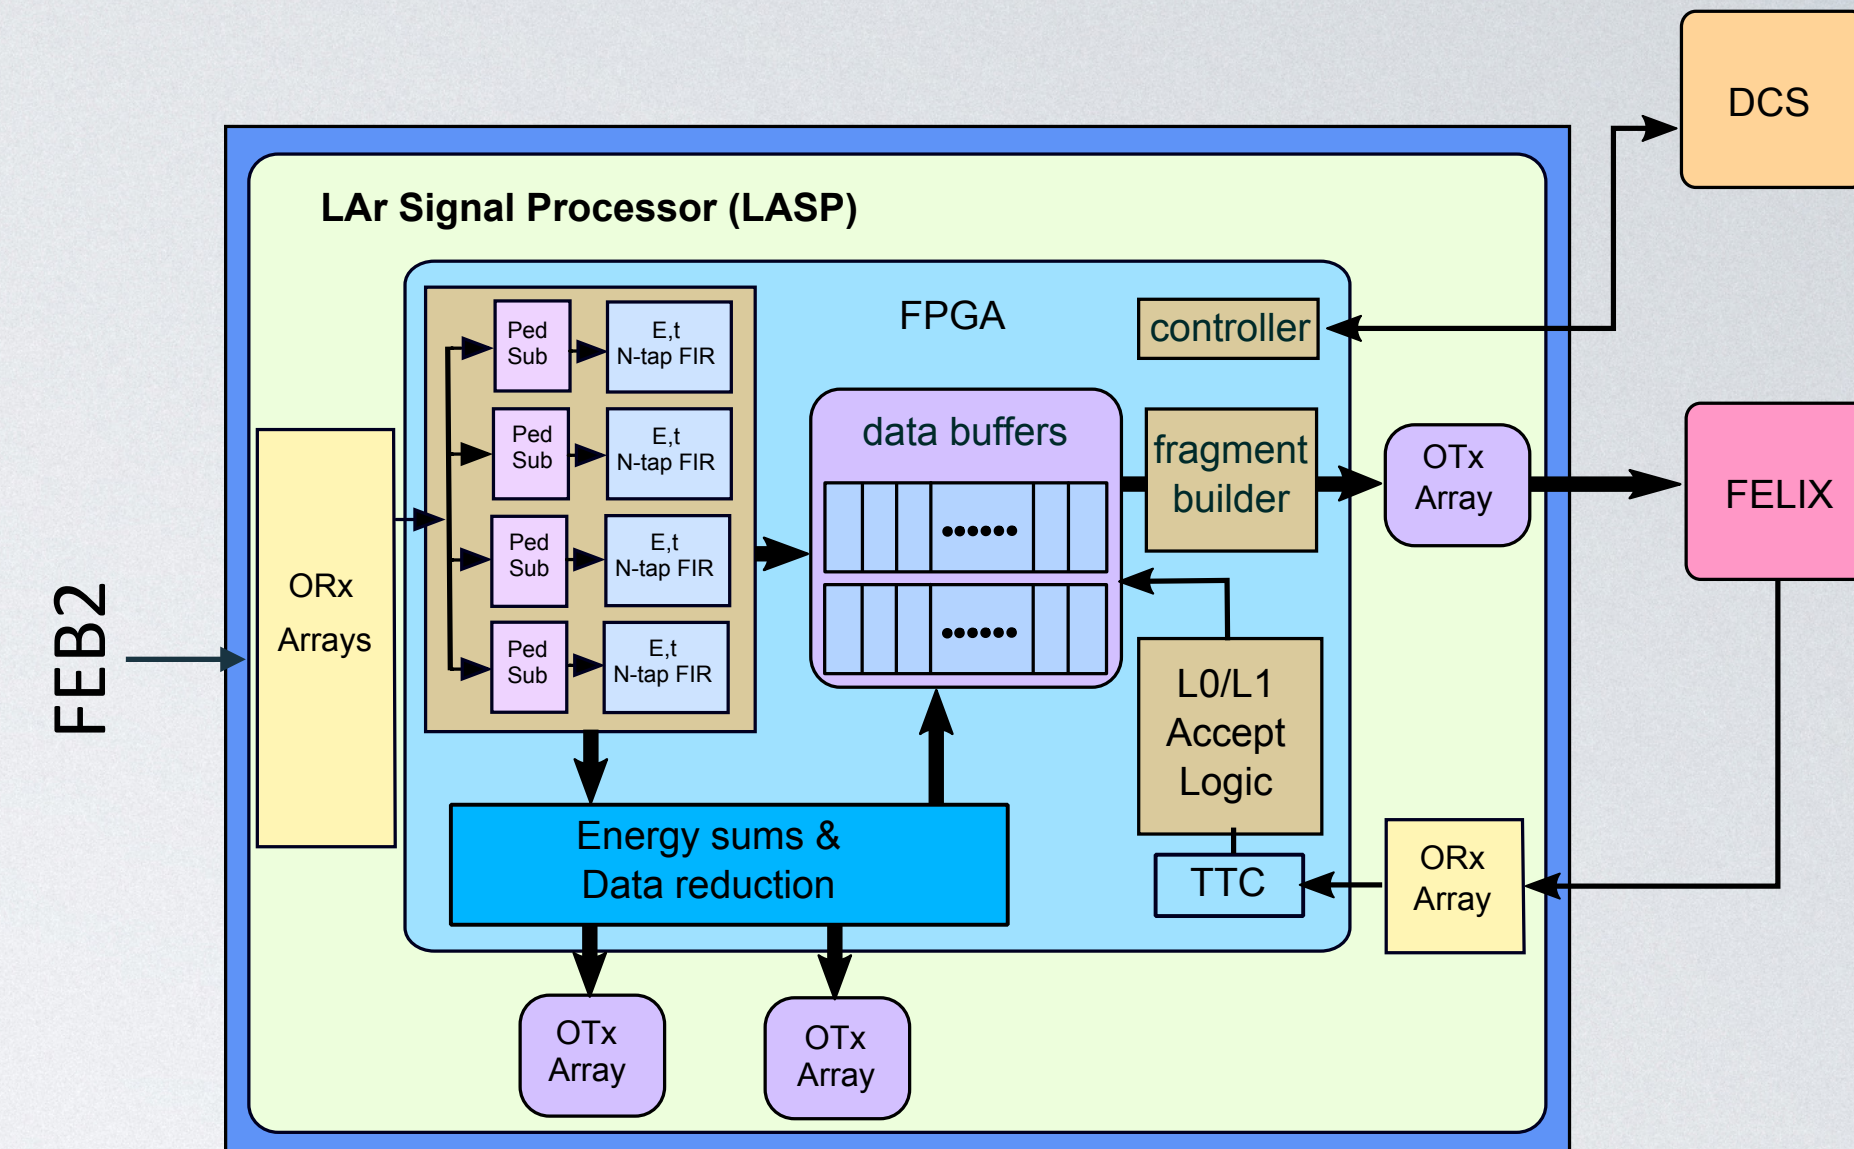 DCS
LAr Signal Processor (LASP)
FPGA
controller
Ped
Sub
E,t
N-tap FIR
Ped
Sub
E,t
N-tap FIR
Ped
Sub
E,t
N-tap FIR
Ped
Sub
E,t
N-tap FIR
data buffers
fragment
builder
OTx
Array
FELIX
FEB2
ORx
Arrays
L0/L1
Accept
Logic
TTC
ORx
Array
Energy sums &
Data reduction
OTx
Array
OTx
Array